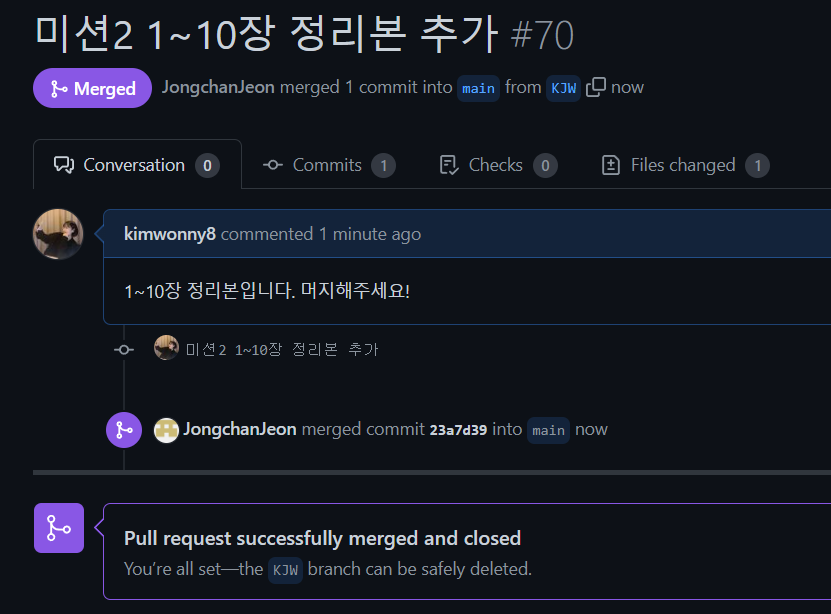 미션2 1~10장 정리본 추가 #70
Merged JongchanJeon merged 1 commit into main from KJW now
Conversation 0 Commits 1 Checks 0 Files changed 1
kimwonny8 commented 1 minute ago
1~10장 정리본입니다. 머지해주세요!
미션2 1~10장 정리본 추가
JongchanJeon merged commit 23a7d39 into main now
Pull request successfully merged and closed
You're all set—the KJW branch can be safely deleted.